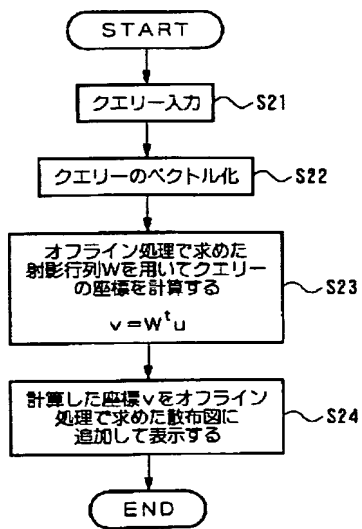 START
クエリー入力
S21
クエリーのベクトル化
S22
オフライン処理で求めた
射影行列Wを用いてクエリー
の座標を計算する
v=Wᵗu
S23
計算した座標vをオフライン
処理で求めた散布図に
追加して表示する
S24
END